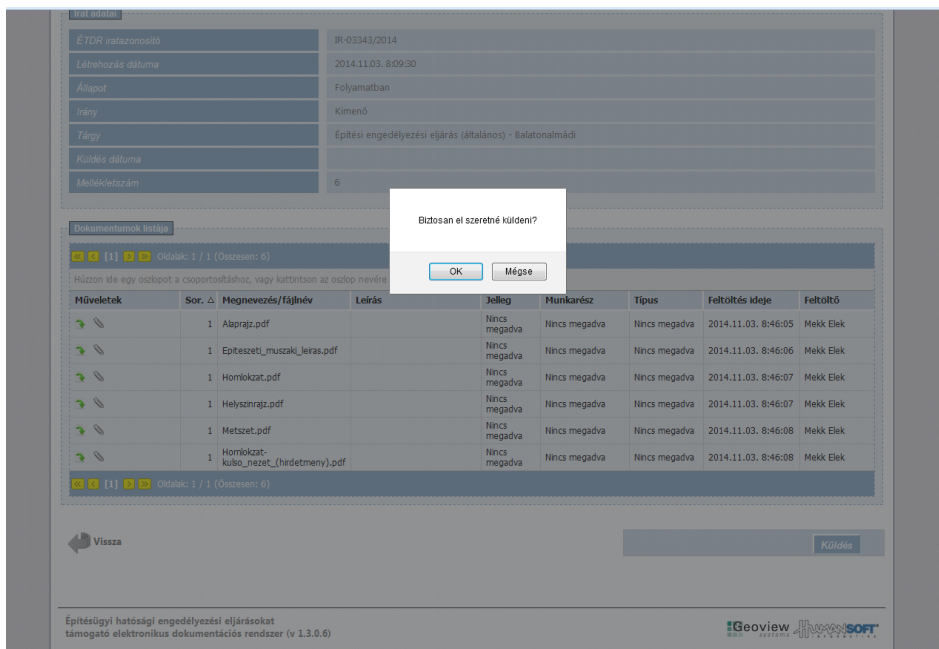 Irat adatai
ÉTDR iratazonosító IR-03343/2014
Létrehozás dátuma 2014.11.03. 8:09:30
Állapot Folyamatban
Irány Kimenő
Tárgy Építési engedélyezési eljárás (általános) - Balatonalmádi
Küldés dátuma
Mellékletszám 6
Biztosan el szeretné küldeni?
OK Mégse
Dokumentumok listája
[1] Oldalak: 1 / 1 (Összesen: 6)
Húzzon ide egy oszlopot a csoportosításhoz, vagy kattintson az oszlop nevére
Műveletek Sor. Megnevezés/fájlnév Leírás Jelleg Munkarész Típus Feltöltés ideje Feltöltő
1 Alaprajz.pdf Nincs megadva Nincs megadva Nincs megadva 2014.11.03. 8:46:05 Mekk Elek
1 Epiteszeti_muszaki_leiras.pdf Nincs megadva Nincs megadva Nincs megadva 2014.11.03. 8:46:06 Mekk Elek
1 Homlokzat.pdf Nincs megadva Nincs megadva Nincs megadva 2014.11.03. 8:46:07 Mekk Elek
1 Helyszinrajz.pdf Nincs megadva Nincs megadva Nincs megadva 2014.11.03. 8:46:07 Mekk Elek
1 Metszet.pdf Nincs megadva Nincs megadva Nincs megadva 2014.11.03. 8:46:08 Mekk Elek
1 Homlokzat-kulso_nezet_(hirdetmeny).pdf Nincs megadva Nincs megadva Nincs megadva 2014.11.03. 8:46:08 Mekk Elek
[1] Oldalak: 1 / 1 (Összesen: 6)
Vissza
Küldés
Építésügyi hatósági engedélyezési eljárásokat
támogató elektronikus dokumentációs rendszer (v 1.3.0.6)
Geoview systems HUMANSOFT